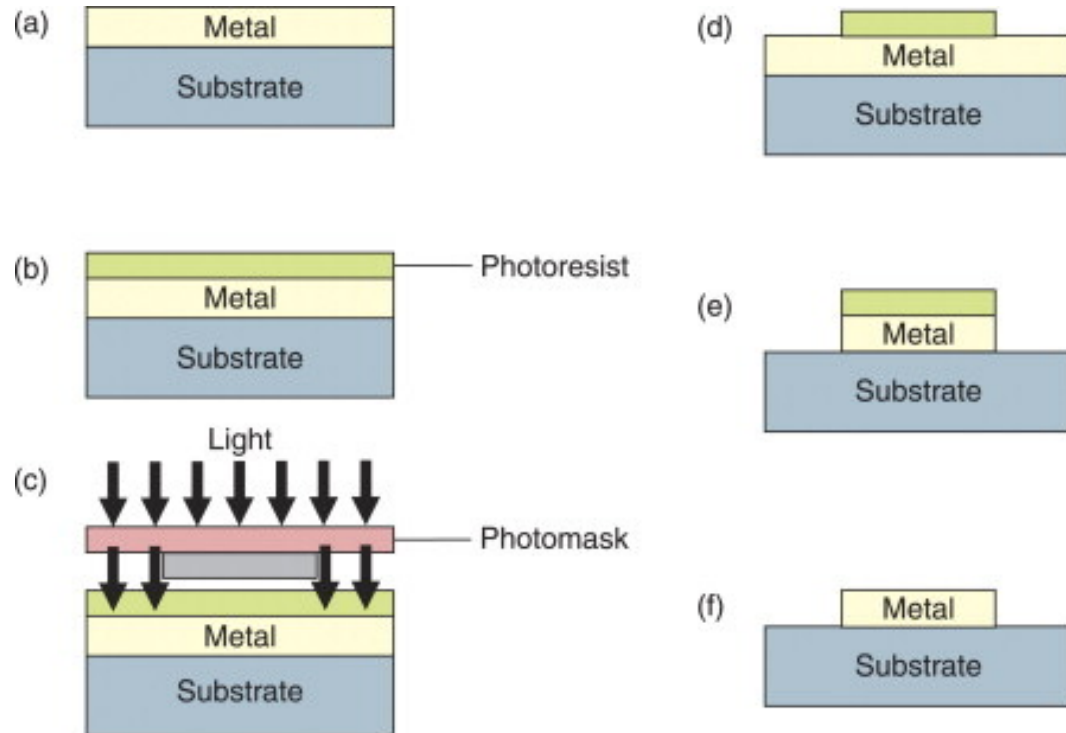 (a)
Metal
Substrate
(b)
Photoresist
Metal
Substrate
Light
(c)
Photomask
Metal
Substrate
(d)
Metal
Substrate
(e)
Metal
Substrate
(f)
Metal
Substrate